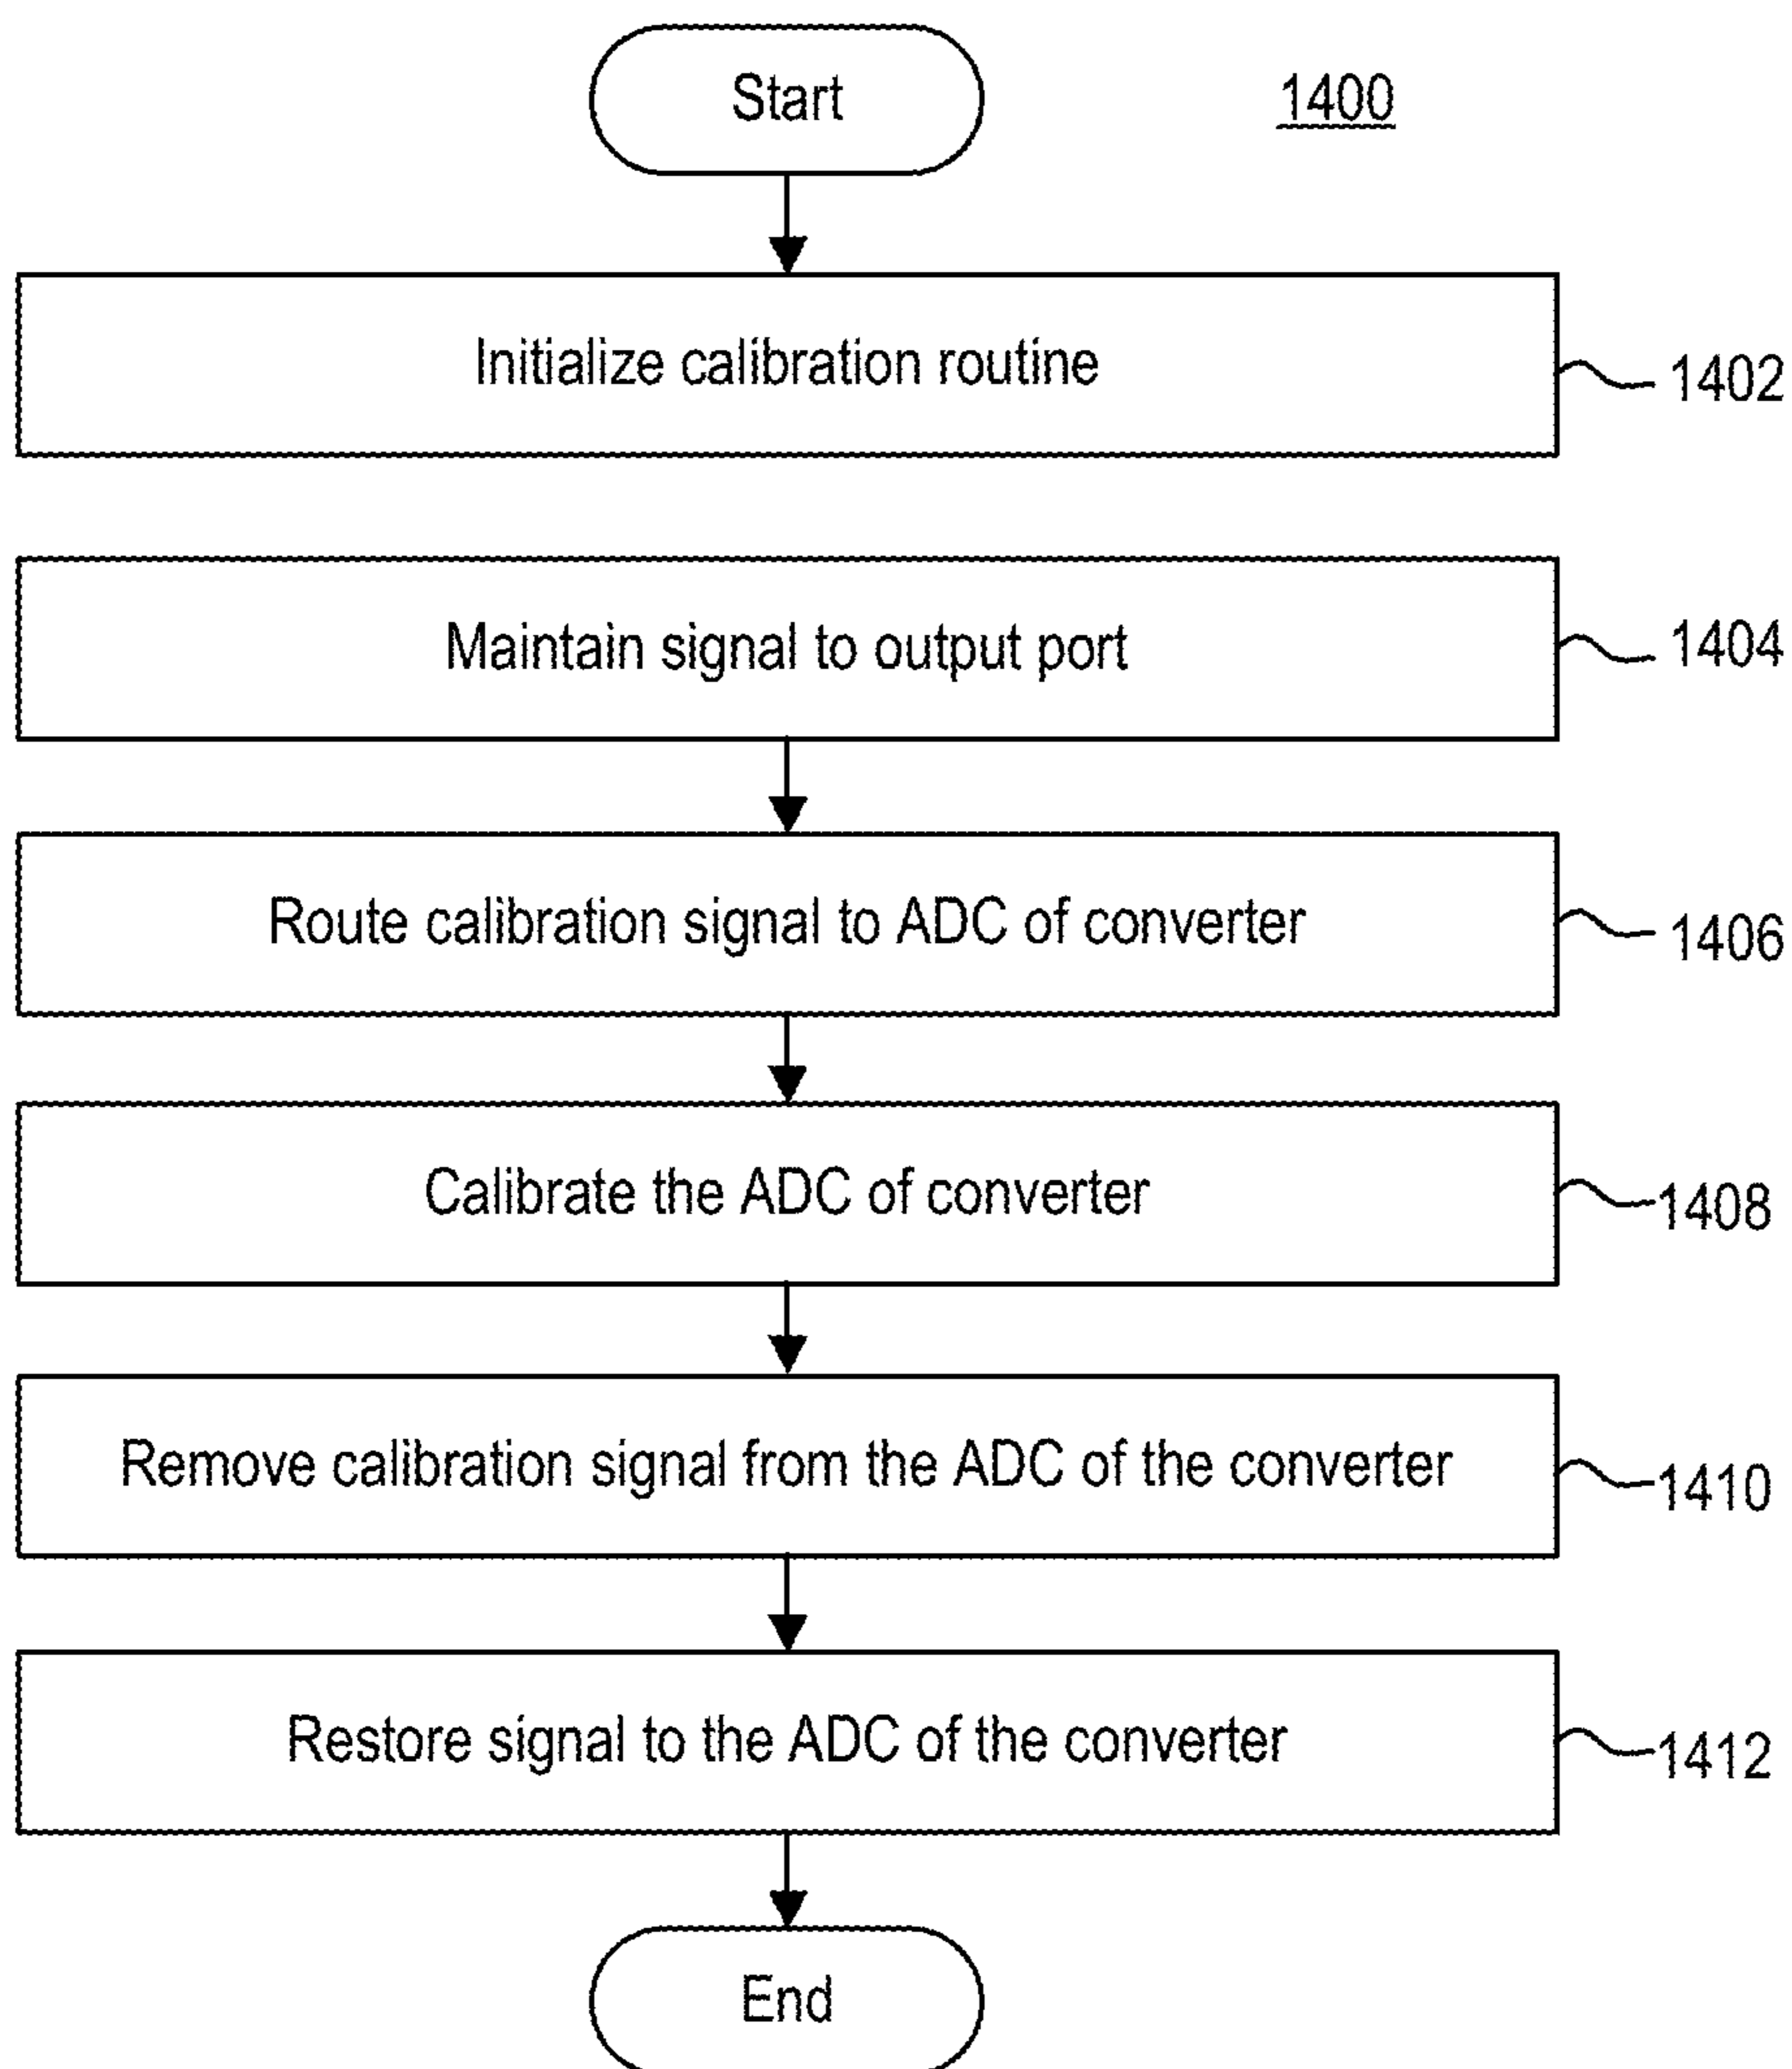 Start
1400
Initialize calibration routine
1402
Maintain signal to output port
1404
Route calibration signal to ADC of converter
1406
Calibrate the ADC of converter
1408
Remove calibration signal from the ADC of the converter
1410
Restore signal to the ADC of the converter
1412
End